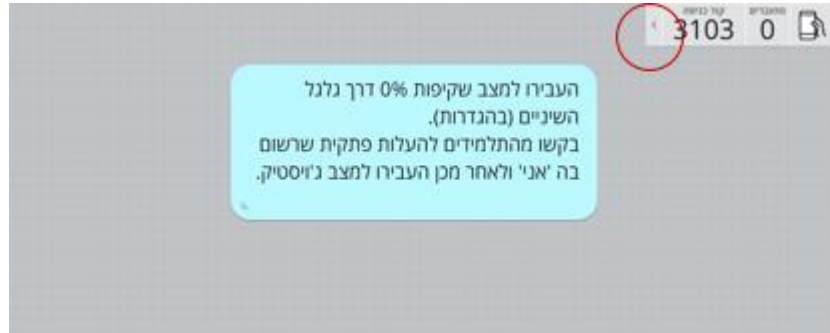 מחוברים
קוד כניסה
0
3103
העבירו למצב שקיפות 0% דרך גלגל
השיניים (בהגדרות).
בקשו מהתלמידים להעלות פתקית שרשום
בה 'אני' ולאחר מכן העבירו למצב ג'ויסטיק.